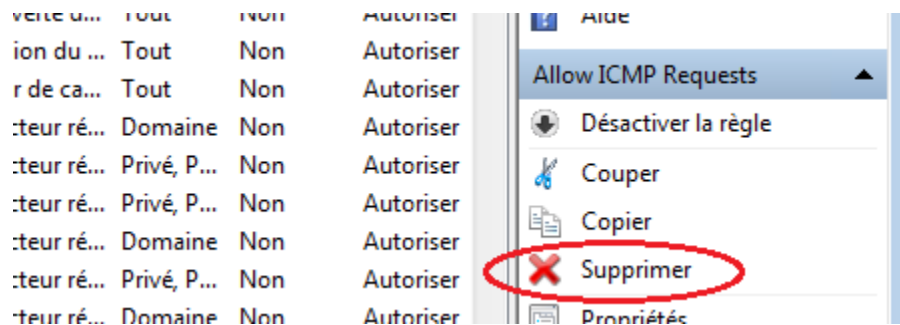 verte d... Tout Non Autoriser
ion du ... Tout Non Autoriser
r de ca... Tout Non Autoriser
cteur ré... Domaine Non Autoriser
cteur ré... Privé, P... Non Autoriser
cteur ré... Privé, P... Non Autoriser
cteur ré... Domaine Non Autoriser
cteur ré... Privé, P... Non Autoriser
cteur ré... Domaine Non Autoriser
Aide
Allow ICMP Requests
Désactiver la règle
Couper
Copier
Supprimer
Propriétés